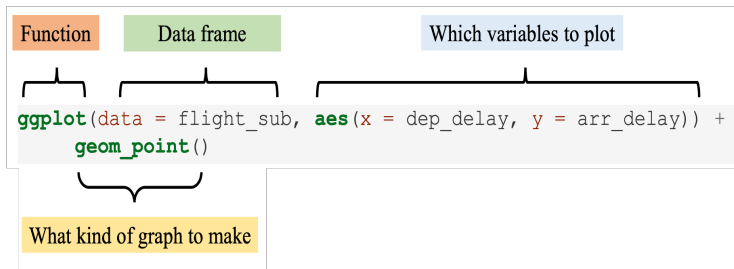 Function Data frame Which variables to plot
ggplot(data = flight_sub, aes(x = dep_delay, y = arr_delay)) +
geom_point()
What kind of graph to make